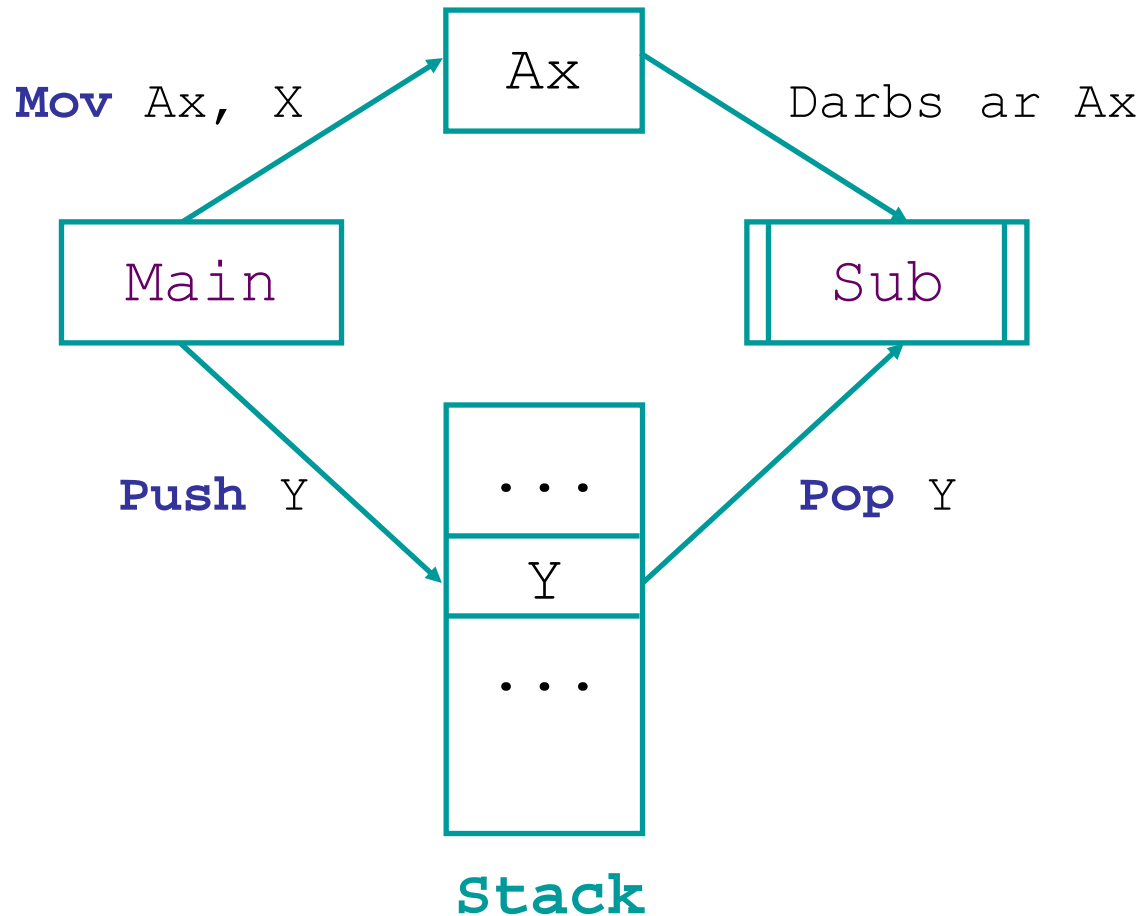 Ax
Mov Ax, X
Darbs ar Ax
Main
Sub
...
Push Y
Pop Y
Y
...
Stack